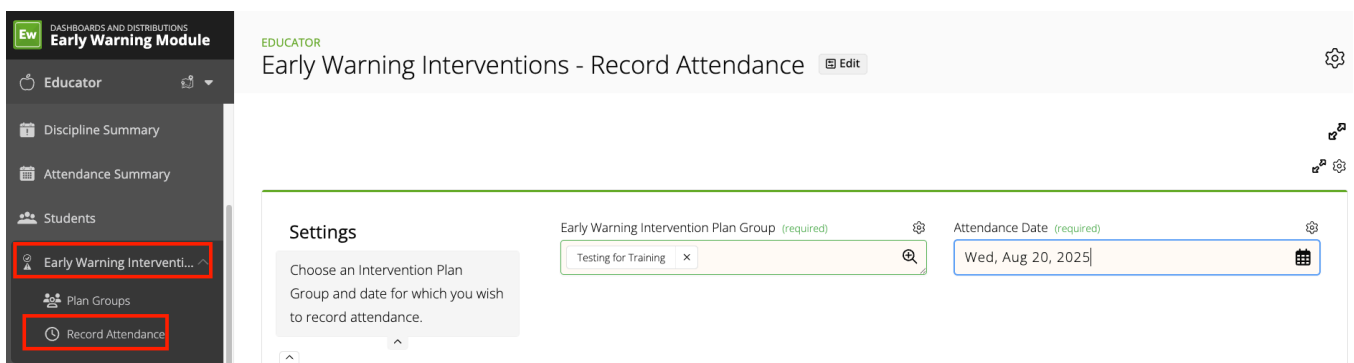 Ew
DASHBOARDS AND DISTRIBUTIONS
Early Warning Module
Educator
Discipline Summary
Attendance Summary
Students
Early Warning Interventi...
Plan Groups
Record Attendance
EDUCATOR
Early Warning Interventions - Record Attendance
Edit
Settings
Choose an Intervention Plan
Group and date for which you wish
to record attendance.
Early Warning Intervention Plan Group (required)
Testing for Training ×
Attendance Date (required)
Wed, Aug 20, 2025